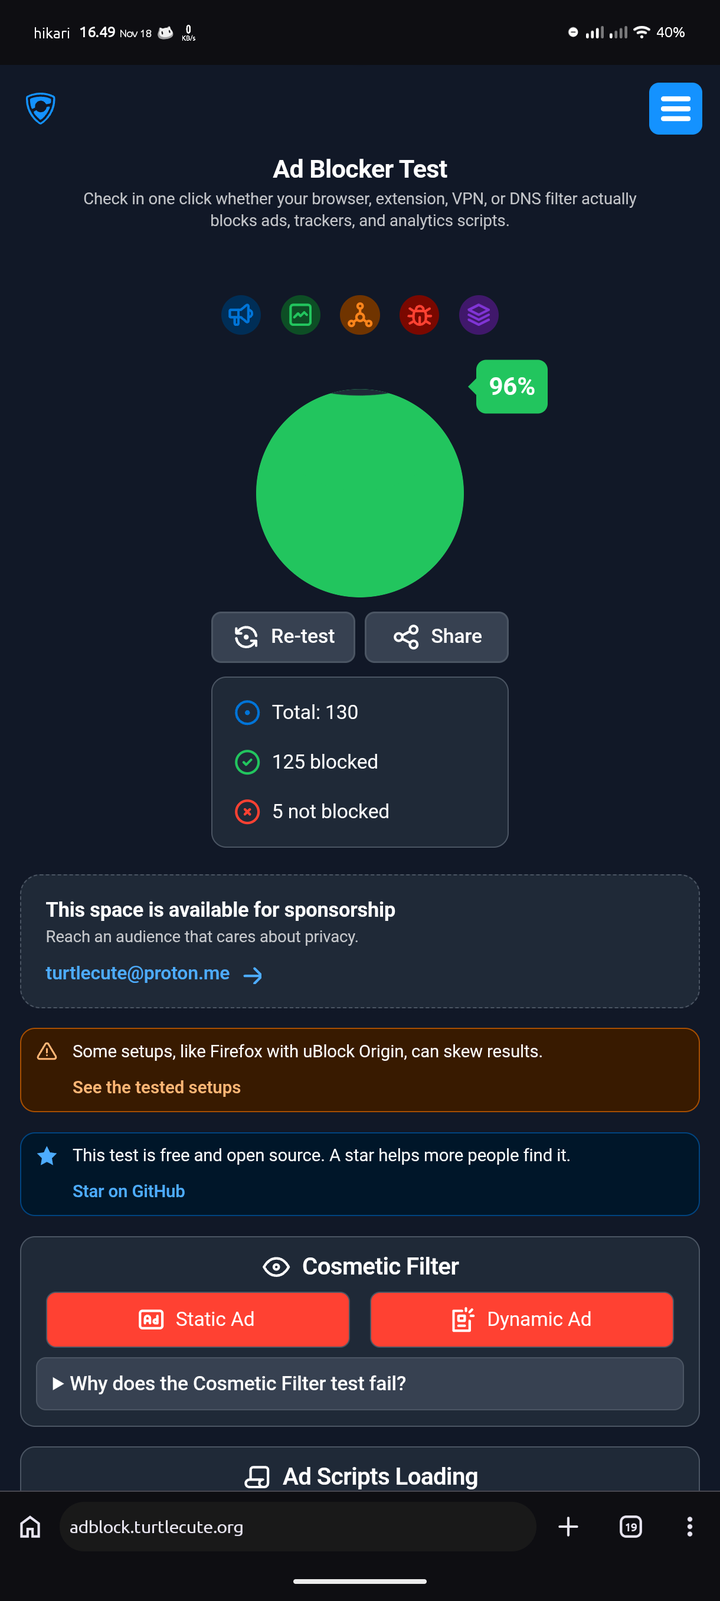 hikari 16.49 Nov 18 0 KB/s 40%
Ad Blocker Test
Check in one click whether your browser, extension, VPN, or DNS filter actually
blocks ads, trackers, and analytics scripts.
96%
Re-test Share
Total: 130
125 blocked
5 not blocked
This space is available for sponsorship
Reach an audience that cares about privacy.
turtlecute@proton.me
Some setups, like Firefox with uBlock Origin, can skew results.
See the tested setups
This test is free and open source. A star helps more people find it.
Star on GitHub
Cosmetic Filter
Ad Static Ad Dynamic Ad
Why does the Cosmetic Filter test fail?
Ad Scripts Loading
adblock.turtlecute.org 19